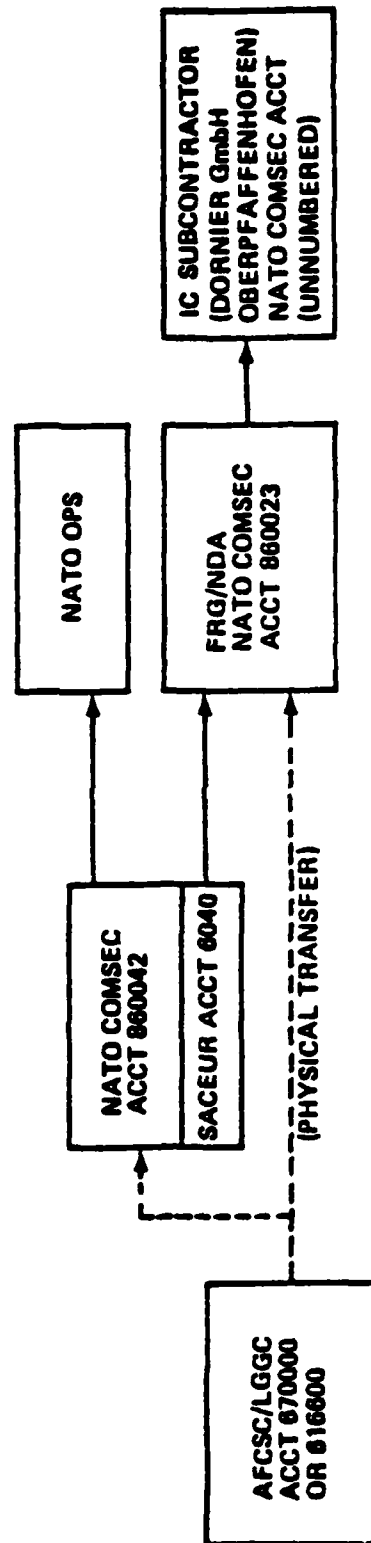 AFCSC/LGGC
ACCT 670000
OR 616600
(PHYSICAL TRANSFER)
NATO COMSEC
ACCT 860042
SACEUR ACCT 6040
NATO OPS
FRG/NDA
NATO COMSEC
ACCT 860023
IC SUBCONTRACTOR
(DORNIER GmbH
OBERPFAFFENHOFEN)
NATO COMSEC ACCT
(UNNUMBERED)